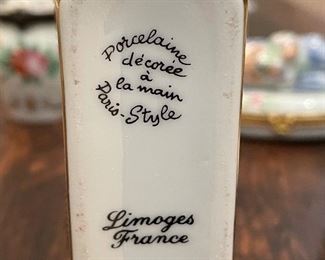 Porcelaine
décorée
à
la main
Paris-Style
Limoges
France